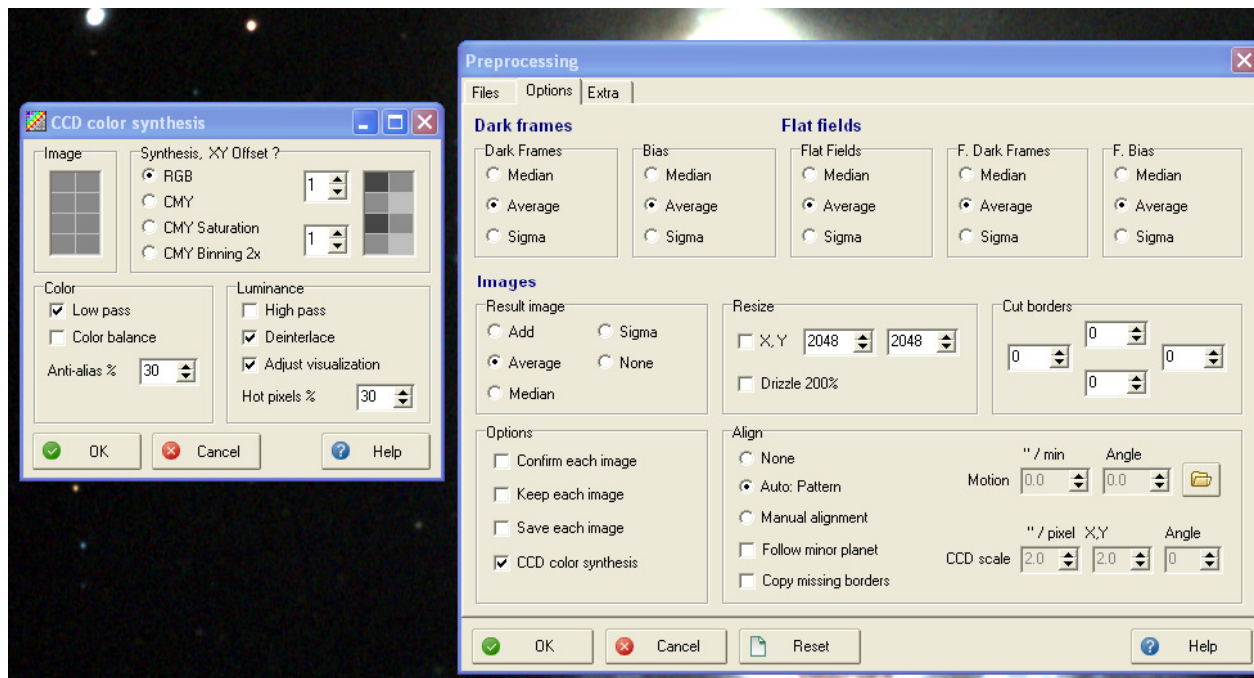 CCD color synthesis
Image
Synthesis, XY Offset ?
RGB
CMY
CMY Saturation
CMY Binning 2x
1
1
Color
Low pass
Color balance
Anti-alias % 30
Luminance
High pass
Deinterlace
Adjust visualization
Hot pixels % 30
OK Cancel Help
Preprocessing
Files Options Extra
Dark frames Flat fields
Dark Frames
Median
Average
Sigma
Bias
Median
Average
Sigma
Flat Fields
Median
Average
Sigma
F. Dark Frames
Median
Average
Sigma
F. Bias
Median
Average
Sigma
Images
Result image
Add Sigma
Average None
Median
Resize
X, Y 2048 2048
Drizzle 200%
Cut borders
0
0 0
0
Options
Confirm each image
Keep each image
Save each image
CCD color synthesis
Align
None
Auto: Pattern
Manual alignment
Follow minor planet
Copy missing borders
" / min Angle
Motion 0.0 0.0
" / pixel X,Y Angle
CCD scale 2.0 2.0 0
OK Cancel Reset Help